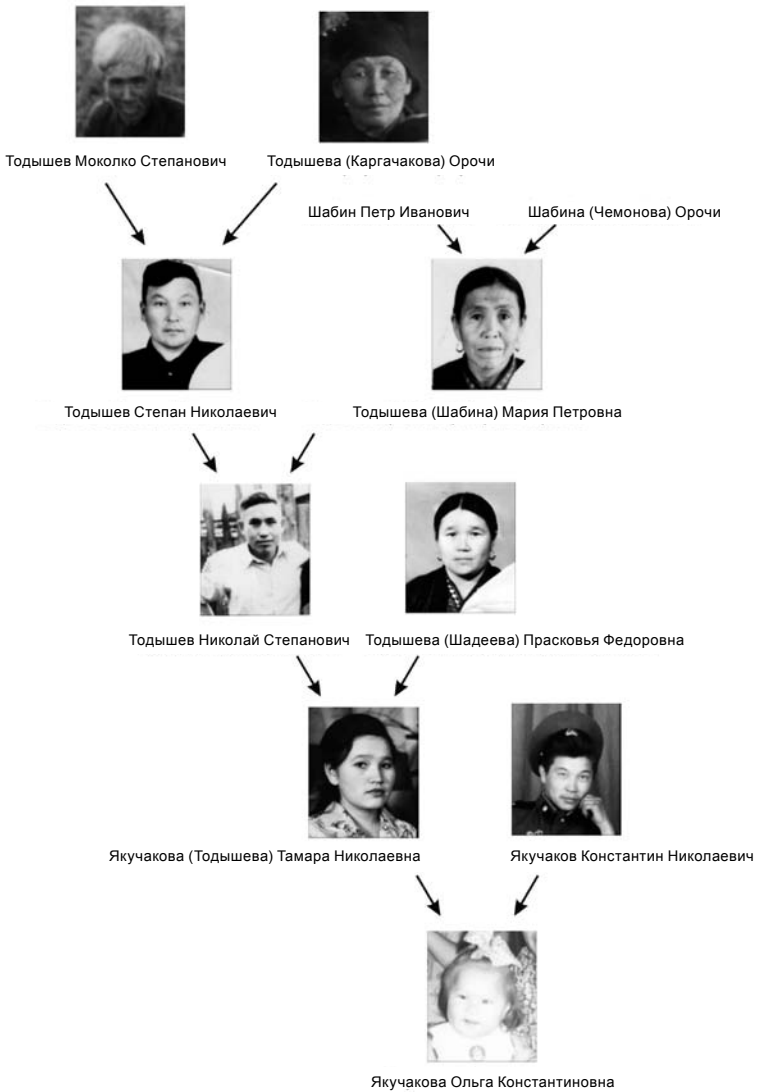 Тодышев Моколко Степанович
Тодышева (Каргачакова) Орочи
Шабин Петр Иванович
Шабина (Чемонова) Орочи
Тодышев Степан Николаевич
Тодышева (Шабина) Мария Петровна
Тодышев Николай Степанович
Тодышева (Шадеева) Прасковья Федоровна
Якучакова (Тодышева) Тамара Николаевна
Якучаков Константин Николаевич
Якучакова Ольга Константиновна